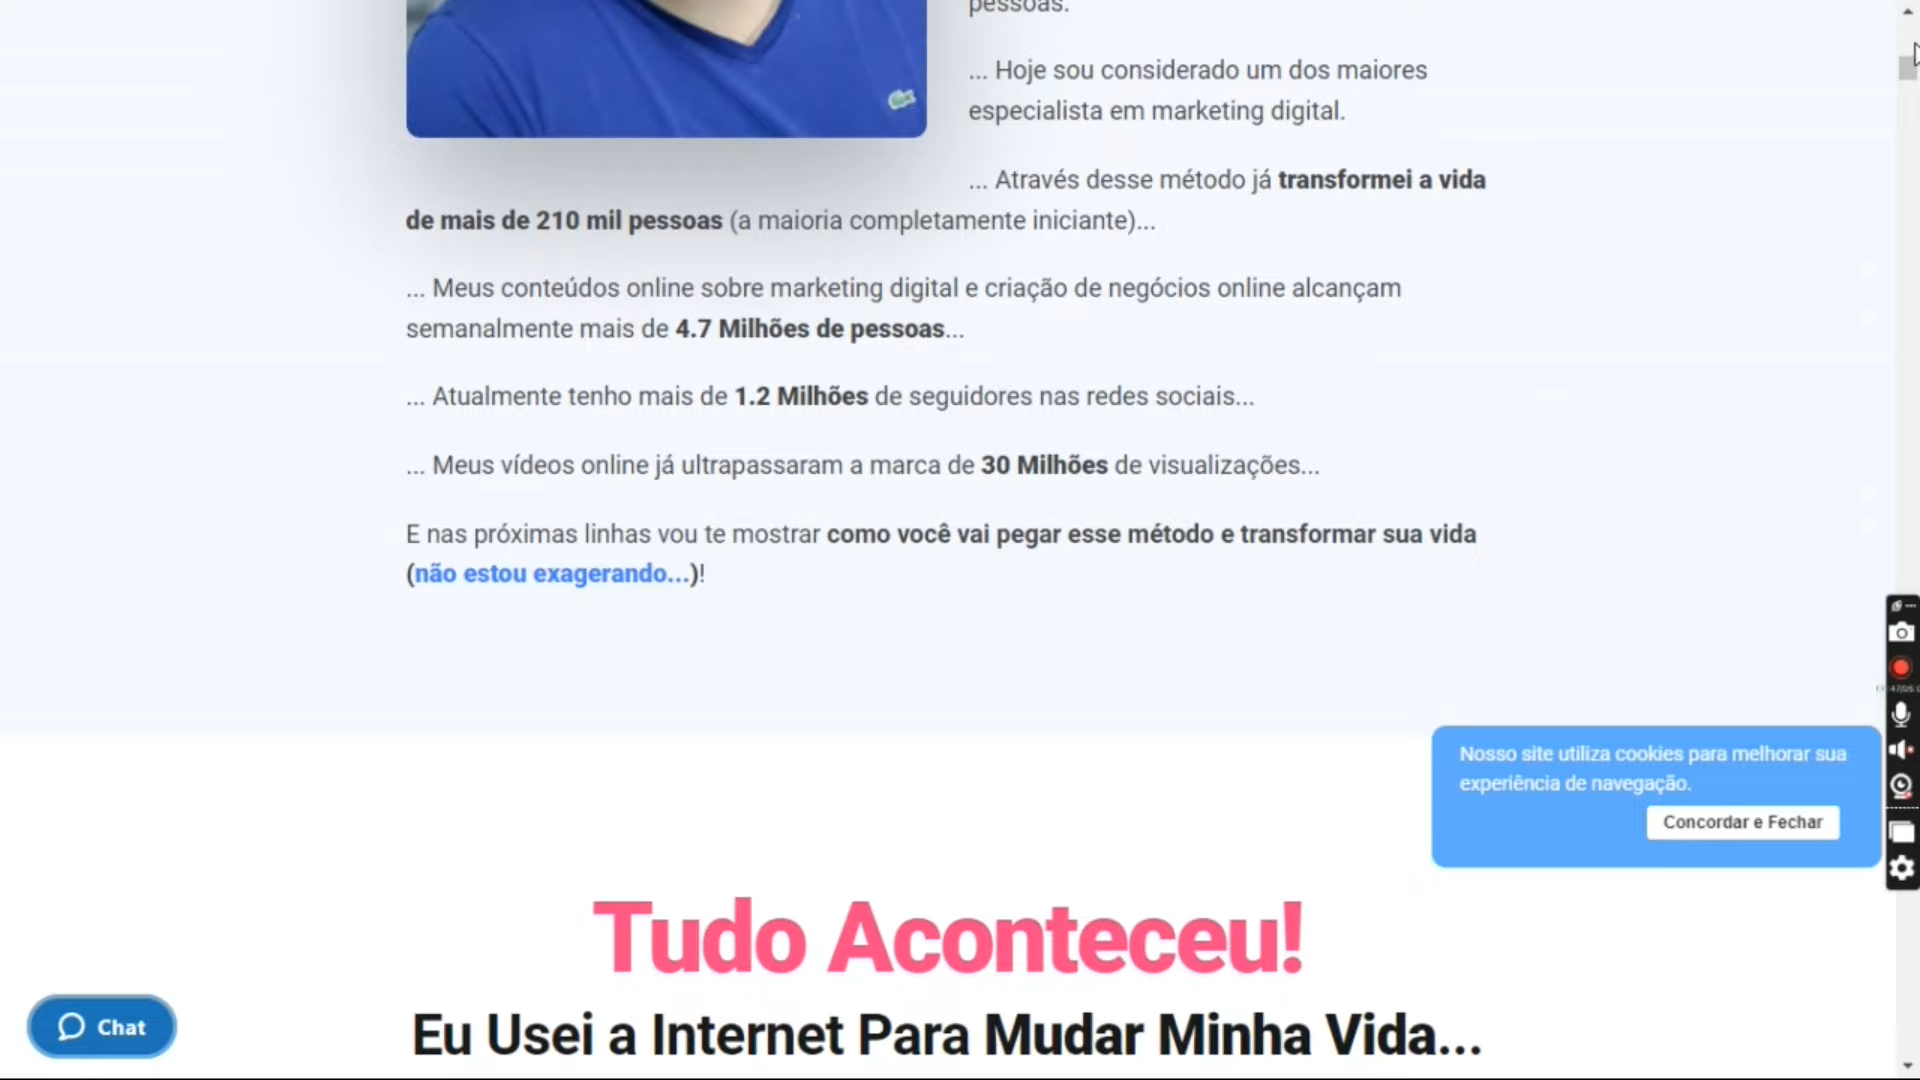 pessoas.
... Hoje sou considerado um dos maiores
especialista em marketing digital.
... Através desse método já transformei a vida
de mais de 210 mil pessoas (a maioria completamente iniciante)...
... Meus conteúdos online sobre marketing digital e criação de negócios online alcançam
semanalmente mais de 4.7 Milhões de pessoas...
... Atualmente tenho mais de 1.2 Milhões de seguidores nas redes sociais...
... Meus vídeos online já ultrapassaram a marca de 30 Milhões de visualizações...
E nas próximas linhas vou te mostrar como você vai pegar esse método e transformar sua vida
(não estou exagerando...)!
Nosso site utiliza cookies para melhorar sua
experiência de navegação.
Concordar e Fechar
Tudo Aconteceu!
Eu Usei a Internet Para Mudar Minha Vida...
Chat